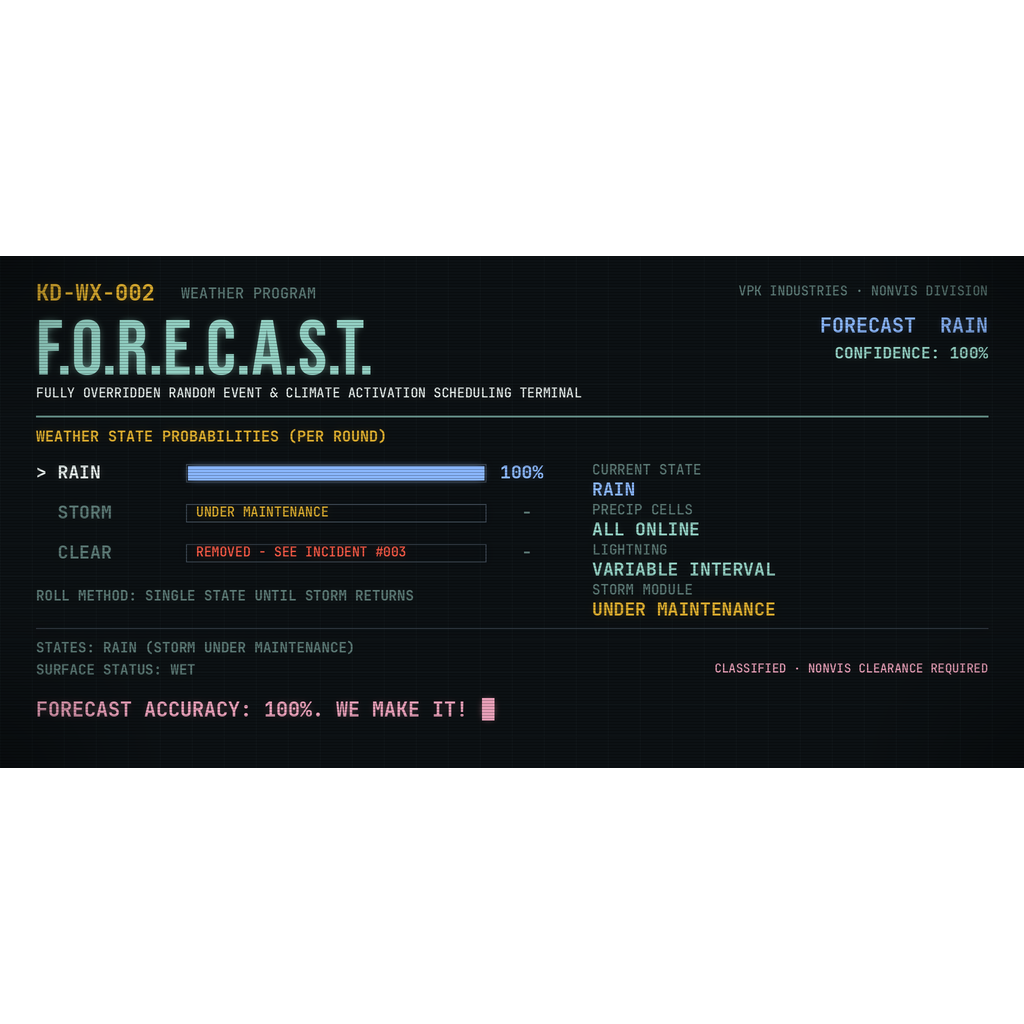 KD-WX-002 WEATHER PROGRAM
VPK INDUSTRIES · NONVIS DIVISION
F.O.R.E.C.A.S.T.
FORECAST RAIN
CONFIDENCE: 100%
FULLY OVERRIDDEN RANDOM EVENT & CLIMATE ACTIVATION SCHEDULING TERMINAL
WEATHER STATE PROBABILITIES (PER ROUND)
> RAIN 100%
STORM UNDER MAINTENANCE -
CLEAR REMOVED - SEE INCIDENT #003 -
ROLL METHOD: SINGLE STATE UNTIL STORM RETURNS
CURRENT STATE
RAIN
PRECIP CELLS
ALL ONLINE
LIGHTNING
VARIABLE INTERVAL
STORM MODULE
UNDER MAINTENANCE
STATES: RAIN (STORM UNDER MAINTENANCE)
SURFACE STATUS: WET
CLASSIFIED · NONVIS CLEARANCE REQUIRED
FORECAST ACCURACY: 100%. WE MAKE IT!